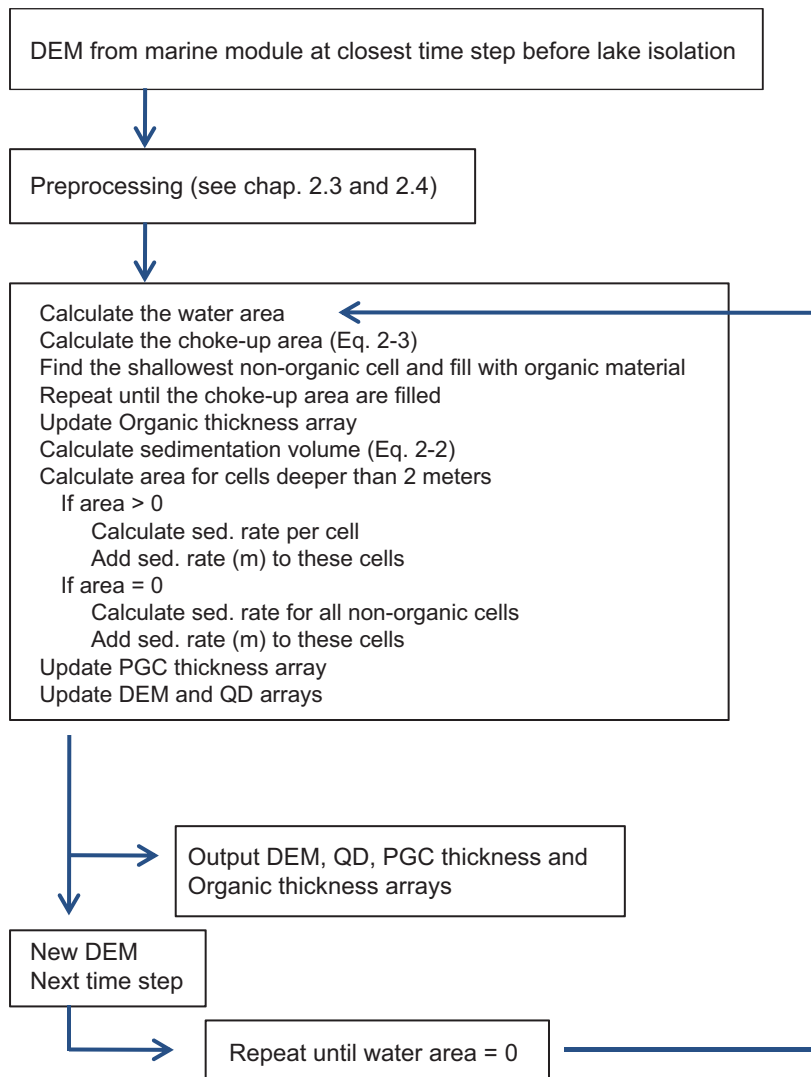 DEM from marine module at closest time step before lake isolation
Preprocessing (see chap. 2.3 and 2.4)
Calculate the water area
Calculate the choke-up area (Eq. 2-3)
Find the shallowest non-organic cell and fill with organic material
Repeat until the choke-up area are filled
Update Organic thickness array
Calculate sedimentation volume (Eq. 2-2)
Calculate area for cells deeper than 2 meters
If area > 0
Calculate sed. rate per cell
Add sed. rate (m) to these cells
If area = 0
Calculate sed. rate for all non-organic cells
Add sed. rate (m) to these cells
Update PGC thickness array
Update DEM and QD arrays
Output DEM, QD, PGC thickness and
Organic thickness arrays
New DEM
Next time step
Repeat until water area = 0